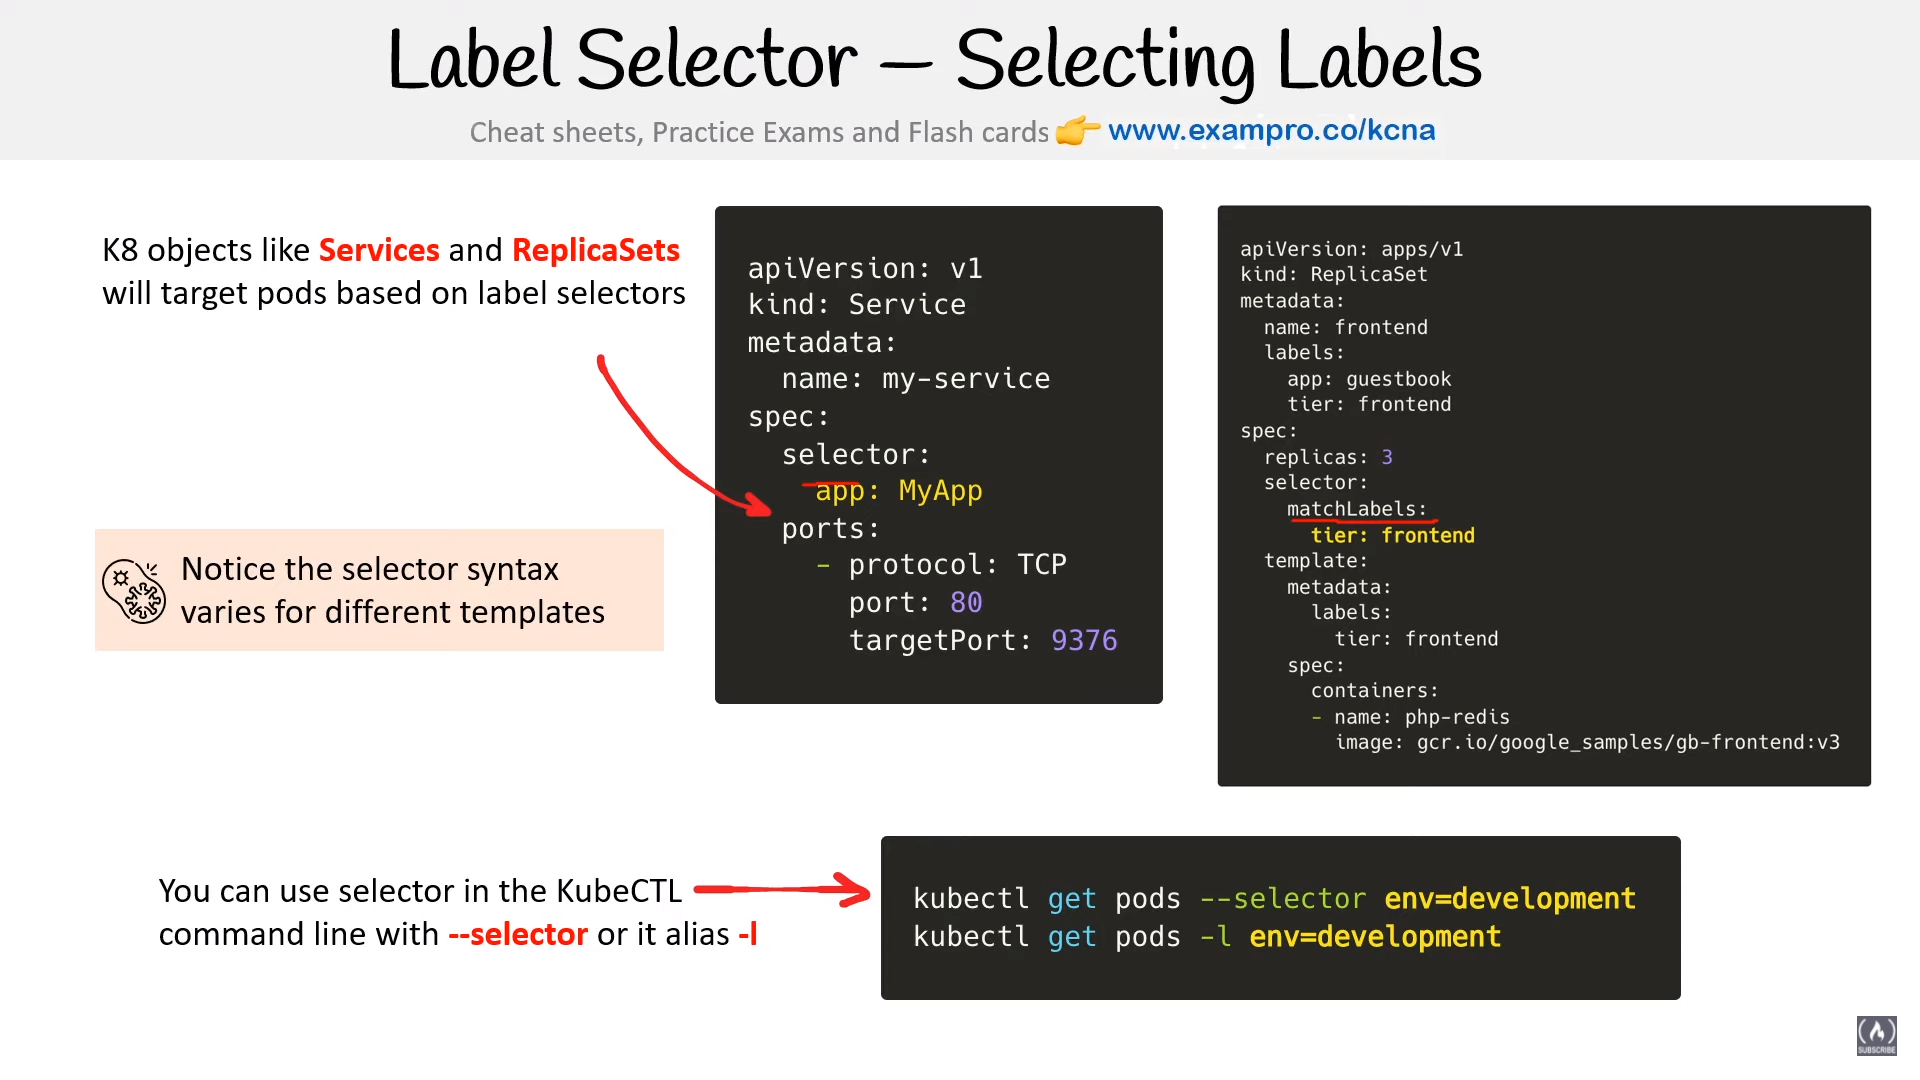 Label Selector — Selecting Labels
Cheat sheets, Practice Exams and Flash cards 👉 www.exampro.co/kcna
K8 objects like Services and ReplicaSets
will target pods based on label selectors
Notice the selector syntax
varies for different templates
apiVersion: v1
kind: Service
metadata:
  name: my-service
spec:
  selector:
    app: MyApp
  ports:
    - protocol: TCP
      port: 80
      targetPort: 9376
apiVersion: apps/v1
kind: ReplicaSet
metadata:
  name: frontend
  labels:
    app: guestbook
    tier: frontend
spec:
  replicas: 3
  selector:
    matchLabels:
      tier: frontend
  template:
    metadata:
      labels:
        tier: frontend
    spec:
      containers:
      - name: php-redis
        image: gcr.io/google_samples/gb-frontend:v3
You can use selector in the KubeCTL
command line with --selector or it alias -l
kubectl get pods --selector env=development
kubectl get pods -l env=development
SUBSCRIBE